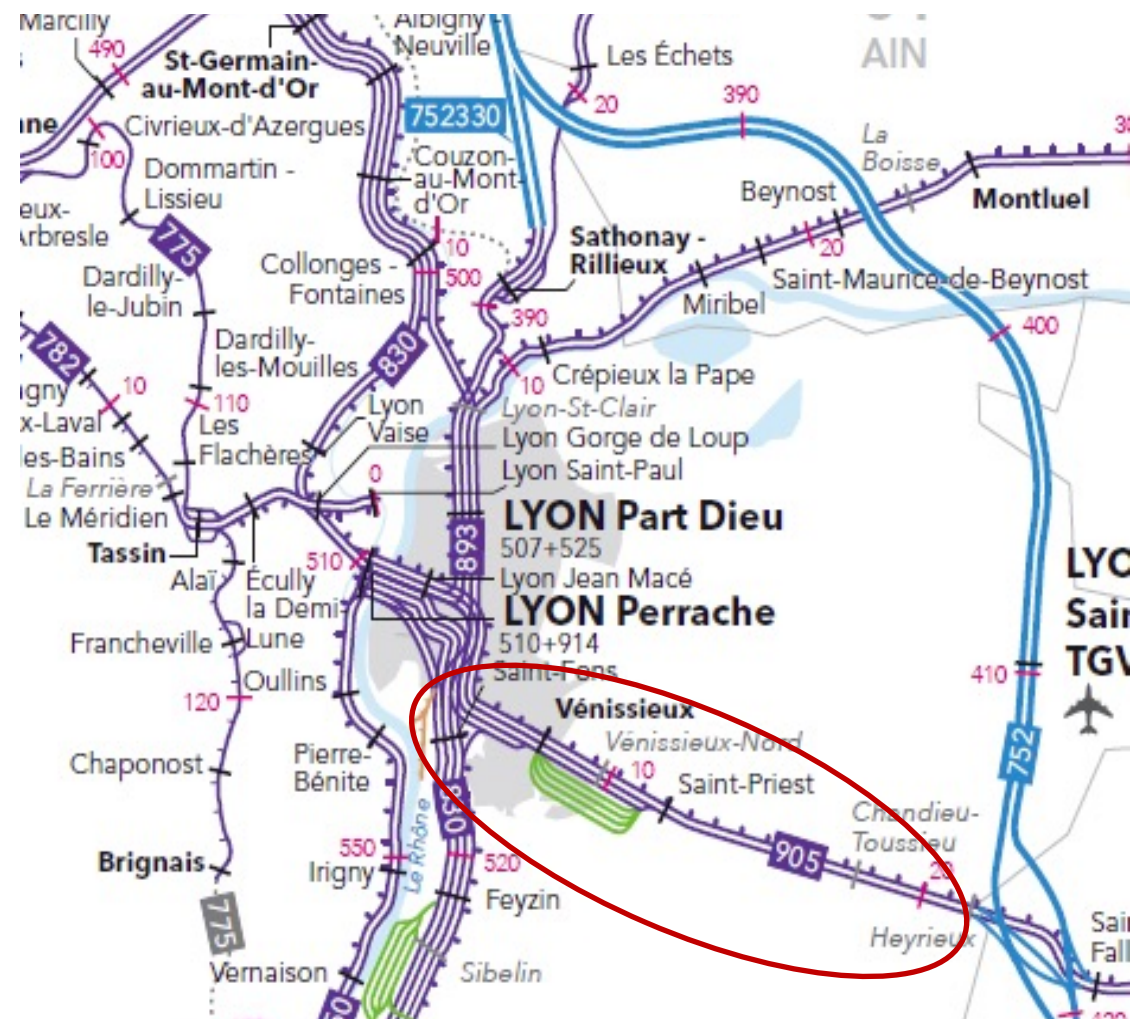 Marcilly
490
St-Germain-
au-Mont-d'Or
Albigny-
Neuville
Les Échets
20
AIN
390
752330
Civrieux-d'Azergues
100
Dommartin -
Lissieu
Couzon-
au-Mont-
d'Or
La
Boisse
Beynost
Montluel
775
10
Sathonay -
Rillieux
20
Collonges -
Fontaines
500
Dardilly-
le-Jubin
Saint-Maurice-de-Beynost
Miribel
390
400
782
Dardilly-
les-Mouilles
830
10
Crépieux la Pape
10
110
Lyon
Vaise
Lyon-St-Clair
Les
Flachères
Lyon Gorge de Loup
les-Bains
0
Lyon Saint-Paul
La Ferrière
Le Méridien
LYON Part Dieu
507+525
893
Tassin
510
Alaï
Écully
la Demi
Lune
Lyon Jean Macé
LYON Perrache
510+914
TGV
Francheville
Saint-Fons
410
Oullins
120
Vénissieux
Vénissieux-Nord
752
Chaponost
Pierre-
Bénite
10
Saint-Priest
Chandieu-
Toussieu
Le Rhône
905
Brignais
550
Irigny
520
20
Feyzin
775
Heyrieux
Vernaison
Sibelin